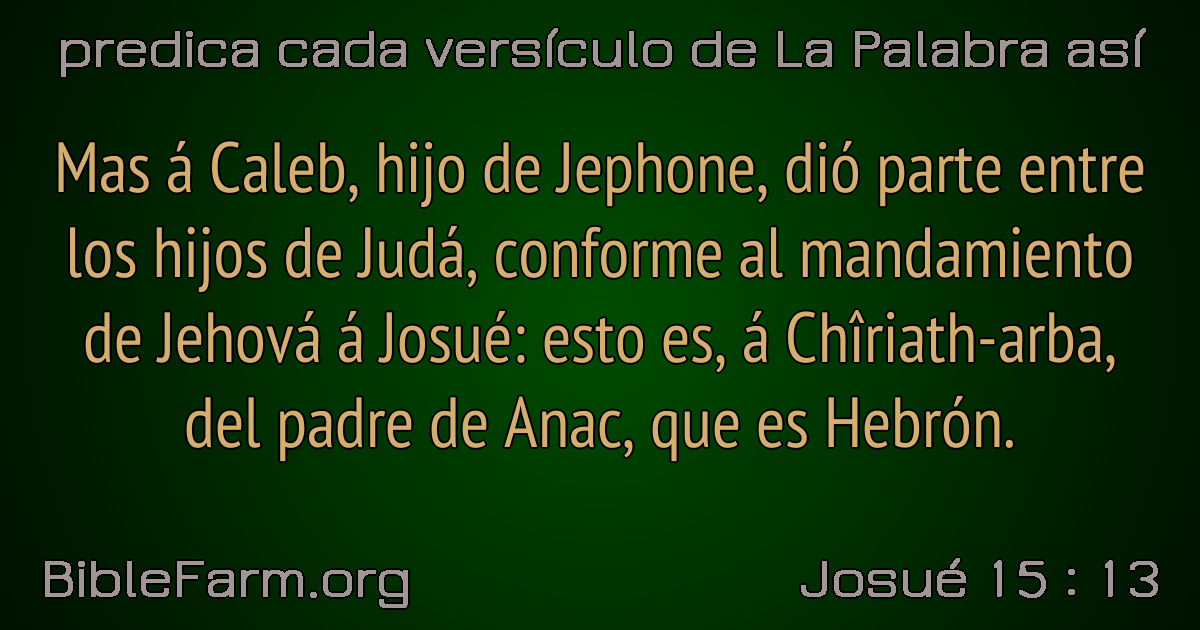 predica cada versículo de La Palabra así
Mas á Caleb, hijo de Jephone, dió parte entre
los hijos de Judá, conforme al mandamiento
de Jehová á Josué: esto es, á Chîriath-arba,
del padre de Anac, que es Hebrón.
BibleFarm.org
Josué 15 : 13